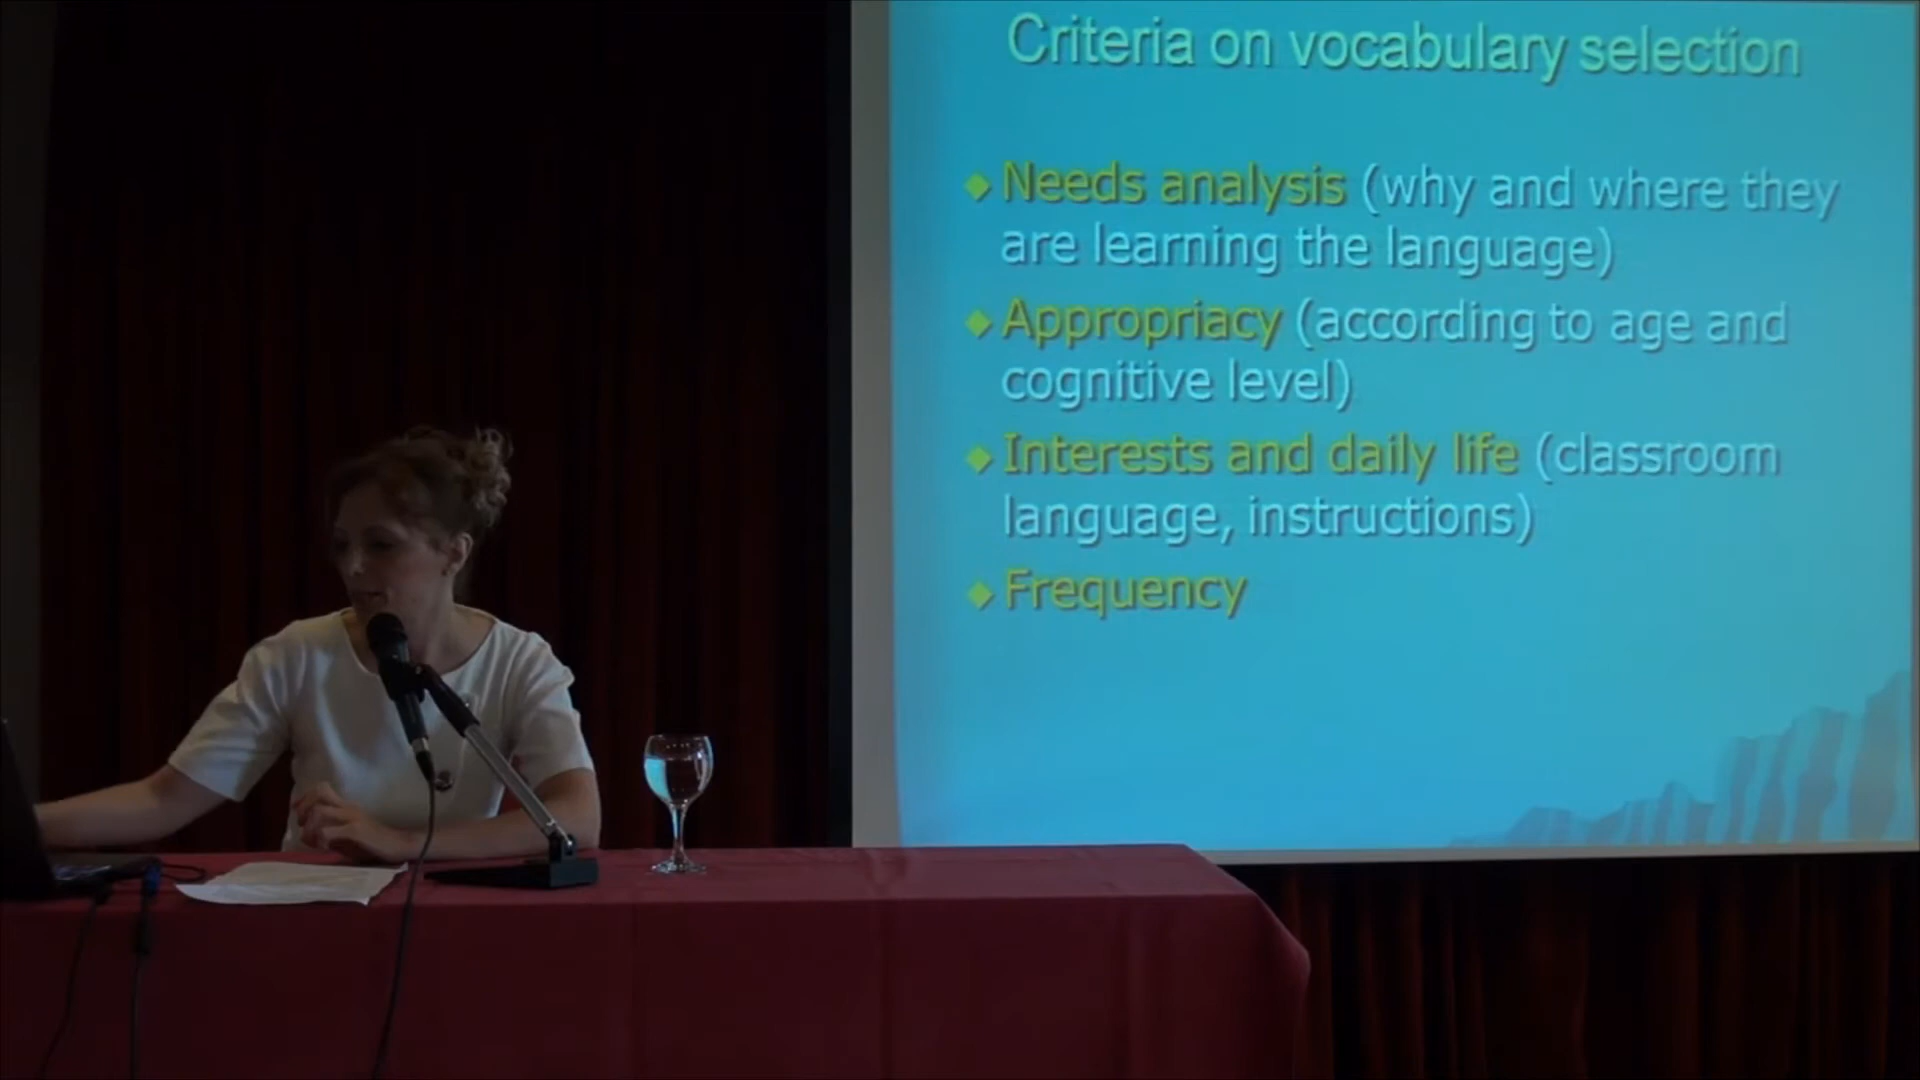 Criteria on vocabulary selection
Needs analysis (why and where they
are learning the language)
Appropriacy (according to age and
cognitive level)
Interests and daily life (classroom
language, instructions)
Frequency